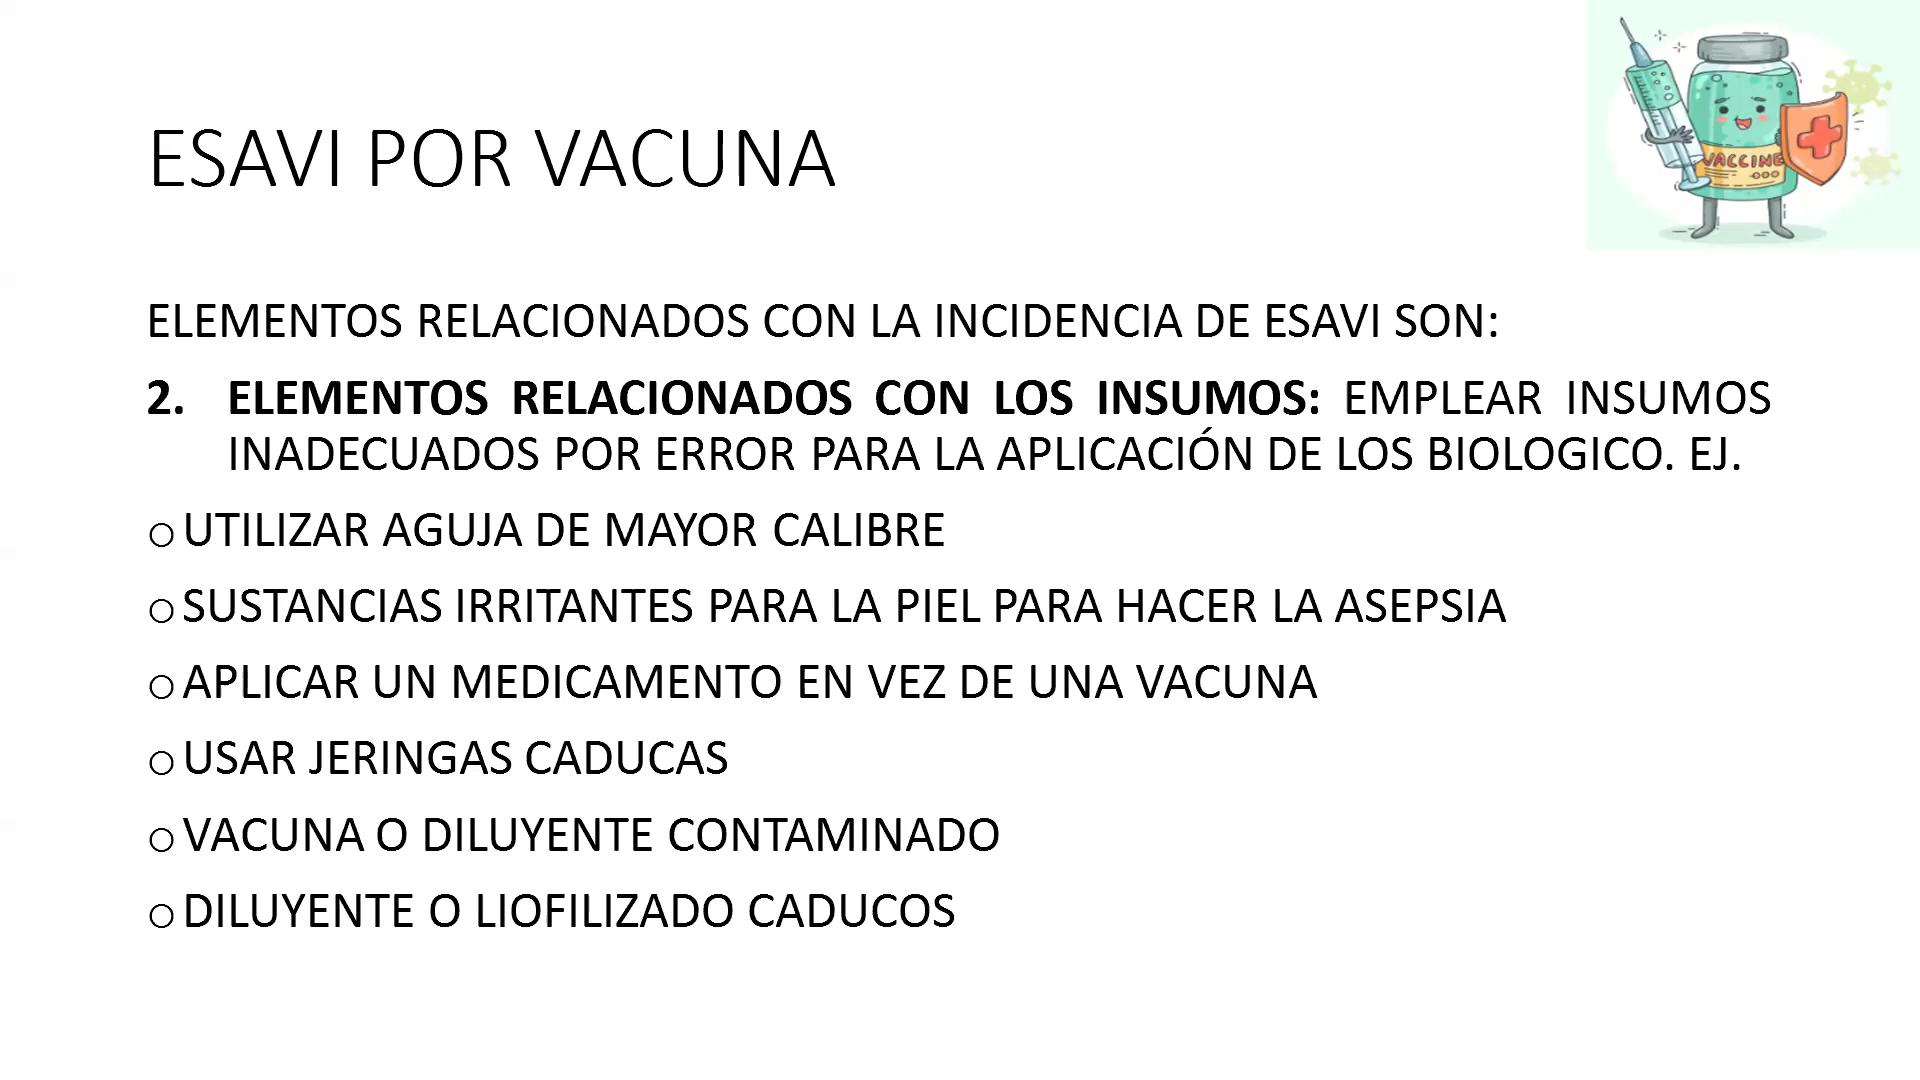 ESAVI POR VACUNA
VACCINE
ELEMENTOS RELACIONADOS CON LA INCIDENCIA DE ESAVI SON:
2. ELEMENTOS RELACIONADOS CON LOS INSUMOS: EMPLEAR INSUMOS
INADECUADOS POR ERROR PARA LA APLICACIÓN DE LOS BIOLOGICO. EJ.
o UTILIZAR AGUJA DE MAYOR CALIBRE
o SUSTANCIAS IRRITANTES PARA LA PIEL PARA HACER LA ASEPSIA
o APLICAR UN MEDICAMENTO EN VEZ DE UNA VACUNA
o USAR JERINGAS CADUCAS
o VACUNA O DILUYENTE CONTAMINADO
o DILUYENTE O LIOFILIZADO CADUCOS